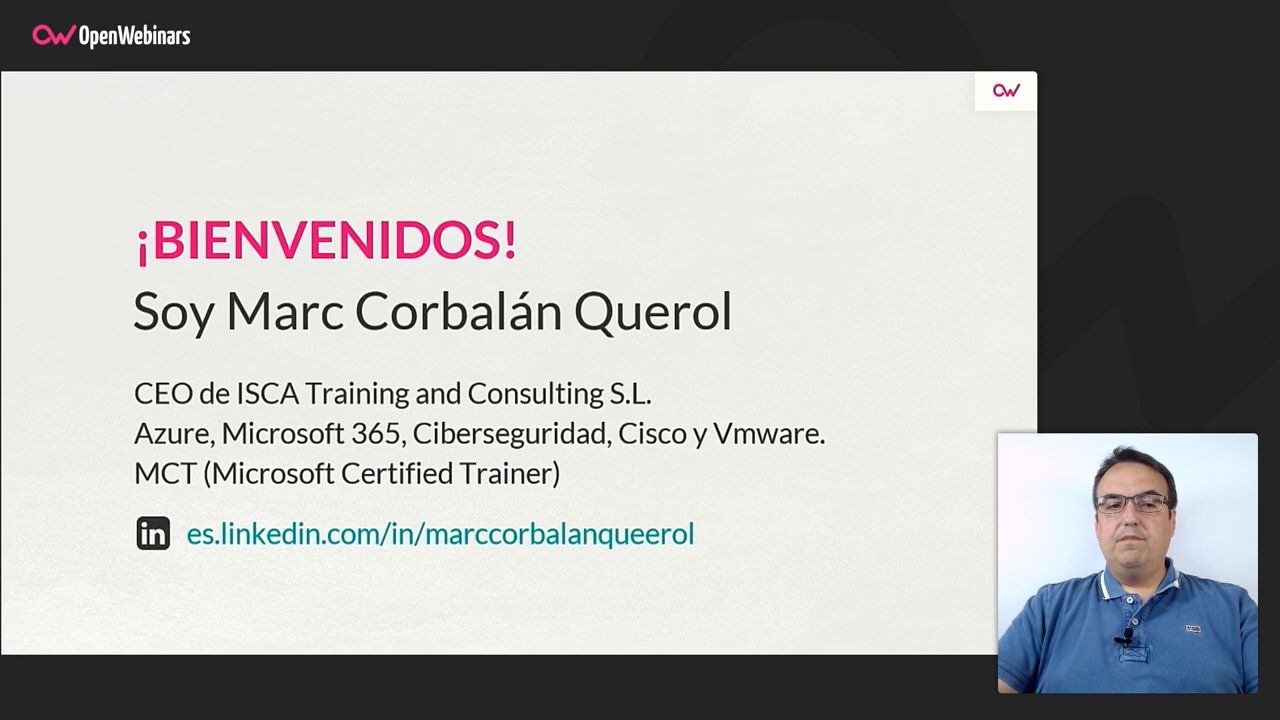 OpenWebinars
¡BIENVENIDOS!
Soy Marc Corbalán Querol
CEO de ISCA Training and Consulting S.L.
Azure, Microsoft 365, Ciberseguridad, Cisco y Vmware.
MCT (Microsoft Certified Trainer)
in es.linkedin.com/in/marccorbalanqueerol